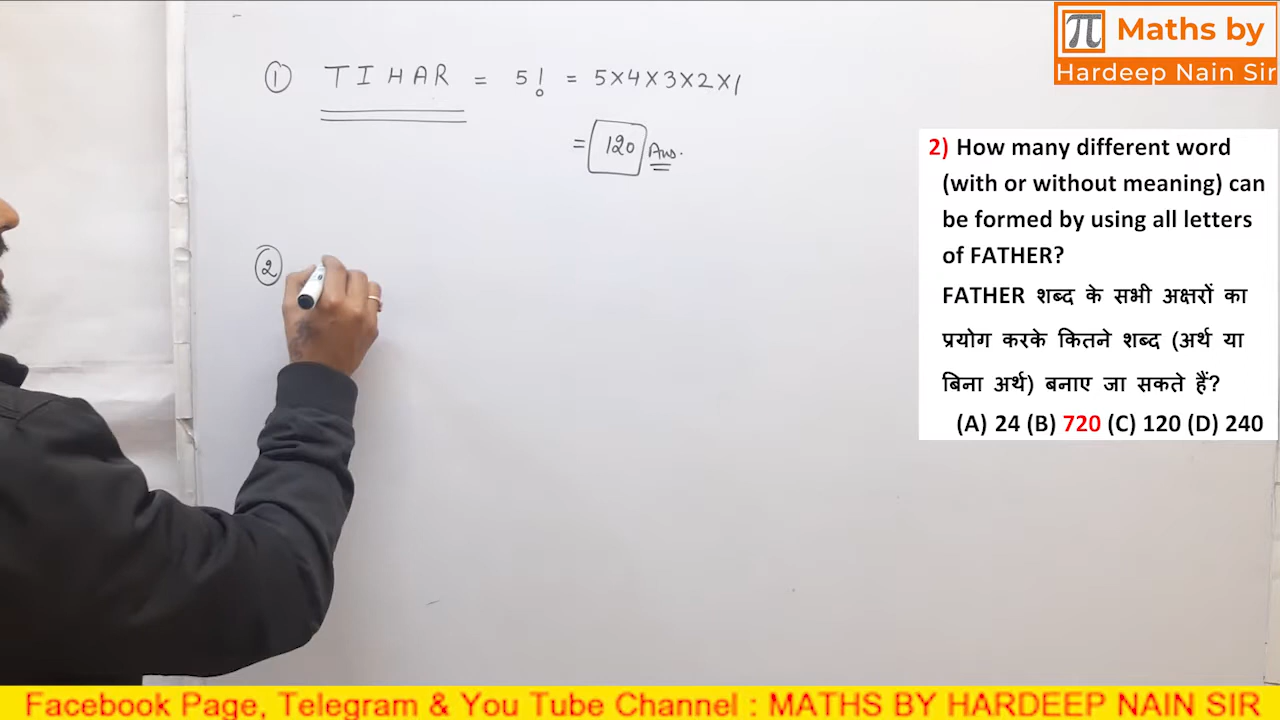 ① TIHAR = 5! = 5×4×3×2×1
= 120 Ans.
②
π Maths by
Hardeep Nain Sir
2) How many different word
(with or without meaning) can
be formed by using all letters
of FATHER?
FATHER शब्द के सभी अक्षरों का
प्रयोग करके कितने शब्द (अर्थ या
बिना अर्थ) बनाए जा सकते हैं?
(A) 24 (B) 720 (C) 120 (D) 240
Facebook Page, Telegram & You Tube Channel : MATHS BY HARDEEP NAIN SIR